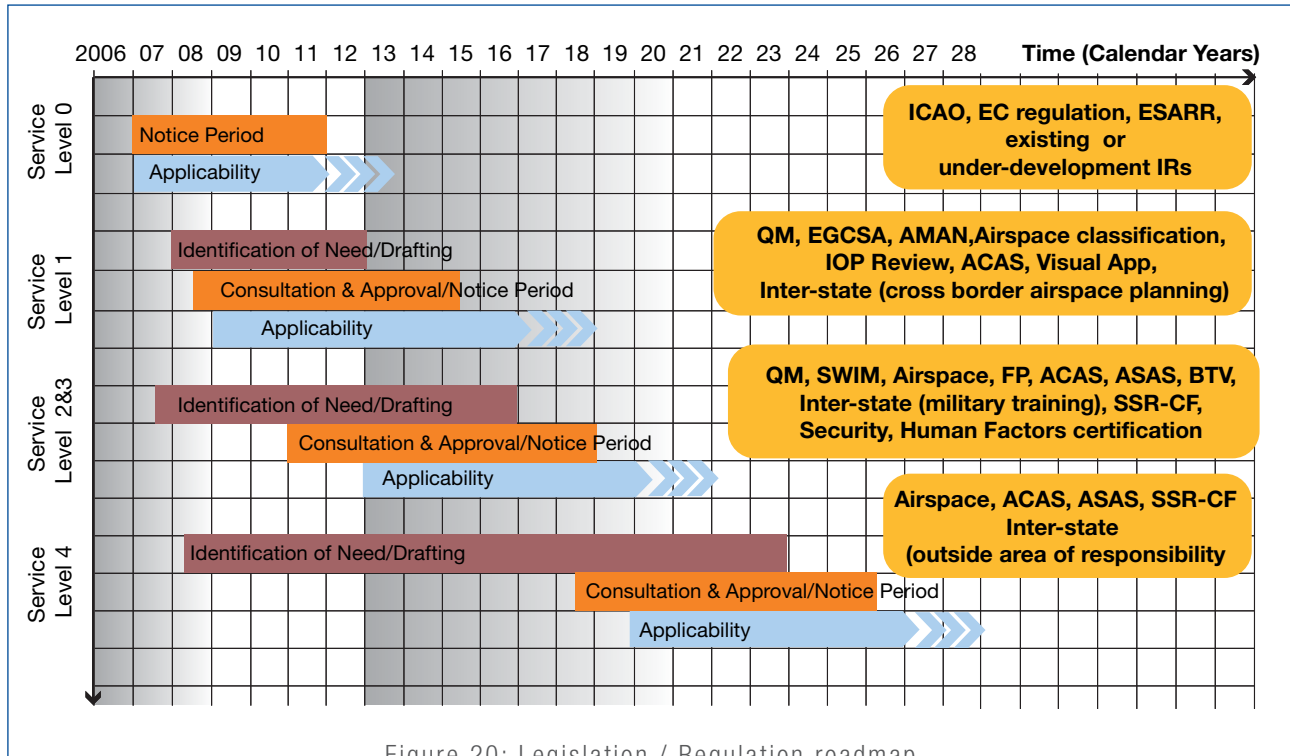 2006 07 08 09 10 11 12 13 14 15 16 17 18 19 20 21 22 23 24 25 26 27 28 Time (Calendar Years)
Service
Level 0
Notice Period
Applicability
ICAO, EC regulation, ESARR,
existing or
under-development IRs
Service
Level 1
Identification of Need/Drafting
Consultation & Approval/Notice Period
Applicability
QM, EGCSA, AMAN,Airspace classification,
IOP Review, ACAS, Visual App,
Inter-state (cross border airspace planning)
Service
Level 2&3
Identification of Need/Drafting
Consultation & Approval/Notice Period
Applicability
QM, SWIM, Airspace, FP, ACAS, ASAS, BTV,
Inter-state (military training), SSR-CF,
Security, Human Factors certification
Service
Level 4
Identification of Need/Drafting
Consultation & Approval/Notice Period
Applicability
Airspace, ACAS, ASAS, SSR-CF
Inter-state
(outside area of responsibility
Figure 20: Legislation / Regulation roadmap